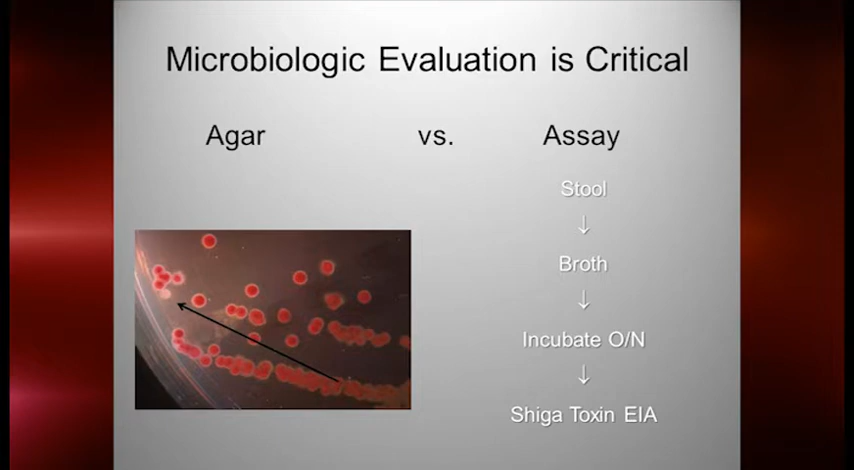 Microbiologic Evaluation is Critical
Agar vs. Assay
Stool
↓
Broth
↓
Incubate O/N
↓
Shiga Toxin EIA